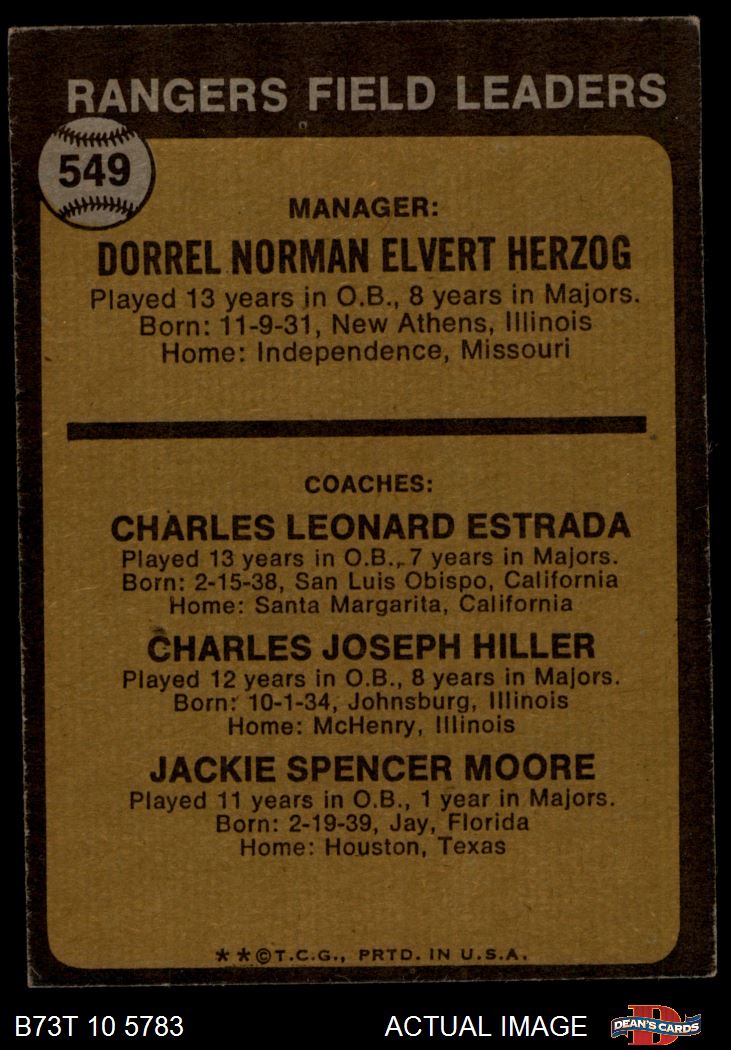 RANGERS FIELD LEADERS
549
MANAGER:
DORREL NORMAN ELVERT HERZOG
Played 13 years in O.B., 8 years in Majors.
Born: 11-9-31, New Athens, Illinois
Home: Independence, Missouri
COACHES:
CHARLES LEONARD ESTRADA
Played 13 years in O.B., 7 years in Majors.
Born: 2-15-38, San Luis Obispo, California
Home: Santa Margarita, California
CHARLES JOSEPH HILLER
Played 12 years in O.B., 8 years in Majors.
Born: 10-1-34, Johnsburg, Illinois
Home: McHenry, Illinois
JACKIE SPENCER MOORE
Played 11 years in O.B., 1 year in Majors.
Born: 2-19-39, Jay, Florida
Home: Houston, Texas
**©T.C.G., PRTD. IN U.S.A.
B73T 10 5783 ACTUAL IMAGE D DEAN'S CARDS